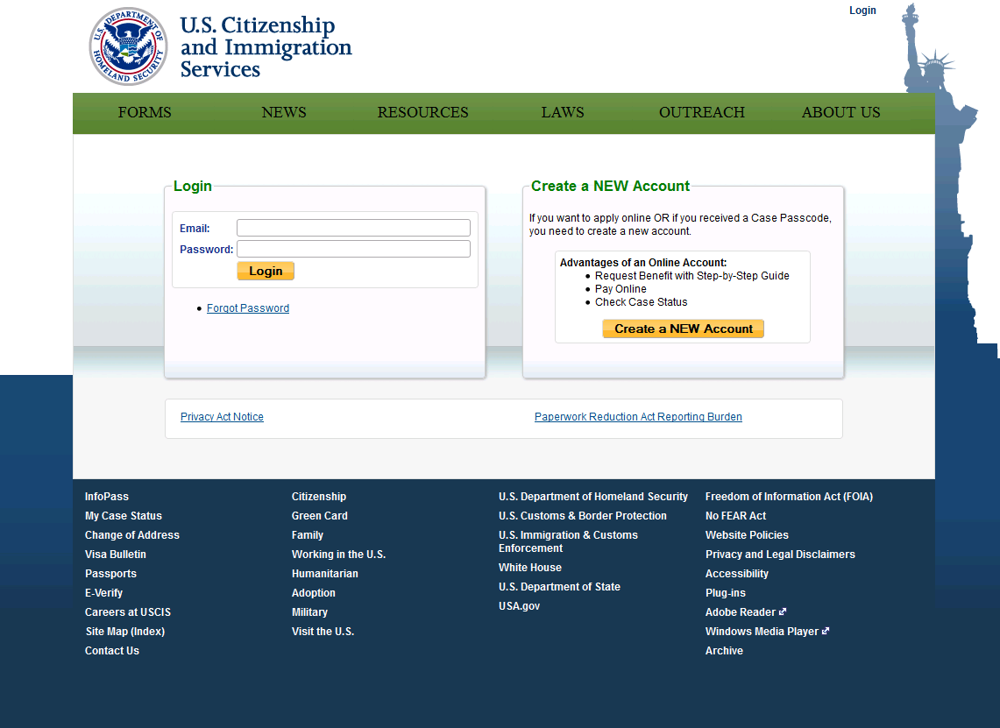 Login
U.S. DEPARTMENT OF
HOMELAND SECURITY
U.S. Citizenship
and Immigration
Services
FORMS NEWS RESOURCES LAWS OUTREACH ABOUT US
Login
Email:
Password:
Login
Forgot Password
Create a NEW Account
If you want to apply online OR if you received a Case Passcode,
you need to create a new account.
Advantages of an Online Account:
Request Benefit with Step-by-Step Guide
Pay Online
Check Case Status
Create a NEW Account
Privacy Act Notice
Paperwork Reduction Act Reporting Burden
InfoPass
My Case Status
Change of Address
Visa Bulletin
Passports
E-Verify
Careers at USCIS
Site Map (Index)
Contact Us
Citizenship
Green Card
Family
Working in the U.S.
Humanitarian
Adoption
Military
Visit the U.S.
U.S. Department of Homeland Security
U.S. Customs & Border Protection
U.S. Immigration & Customs
Enforcement
White House
U.S. Department of State
USA.gov
Freedom of Information Act (FOIA)
No FEAR Act
Website Policies
Privacy and Legal Disclaimers
Accessibility
Plug-ins
Adobe Reader
Windows Media Player
Archive